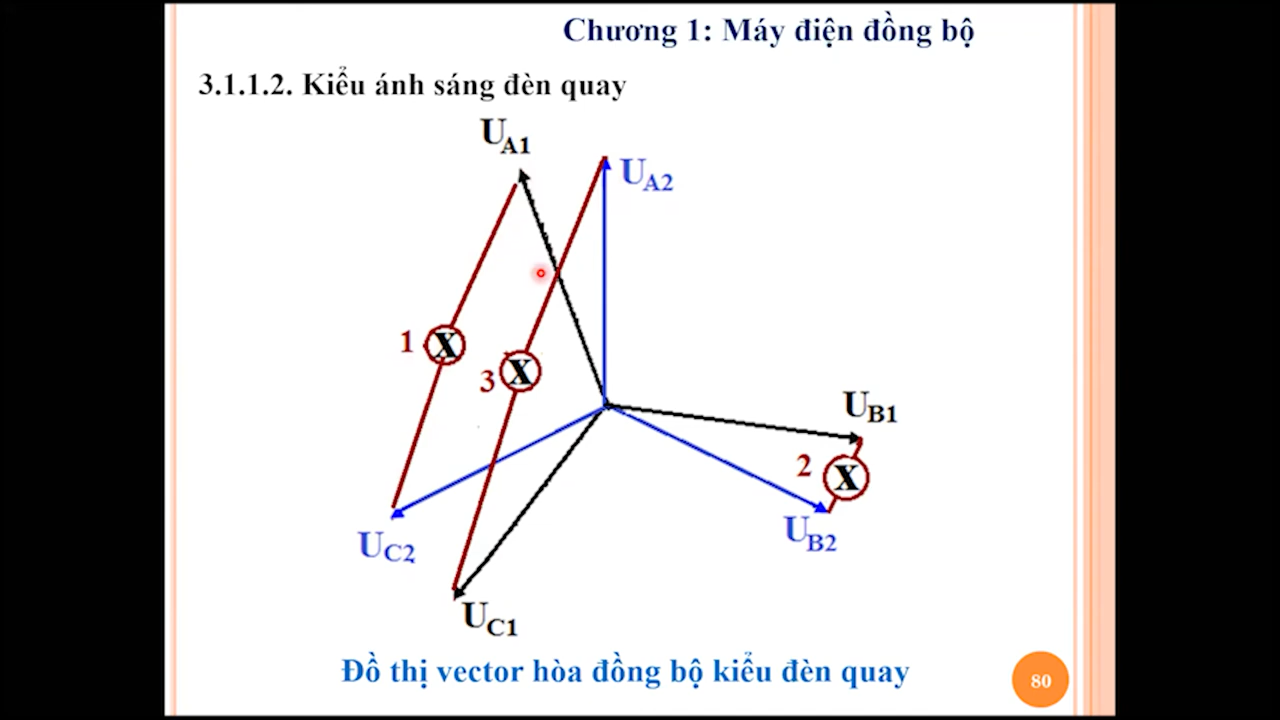 Chương 1: Máy điện đồng bộ
3.1.1.2. Kiểu ánh sáng đèn quay
UA1
UA2
1
X
3
X
UB1
2
X
UB2
UC2
UC1
Đồ thị vector hòa đồng bộ kiểu đèn quay
80